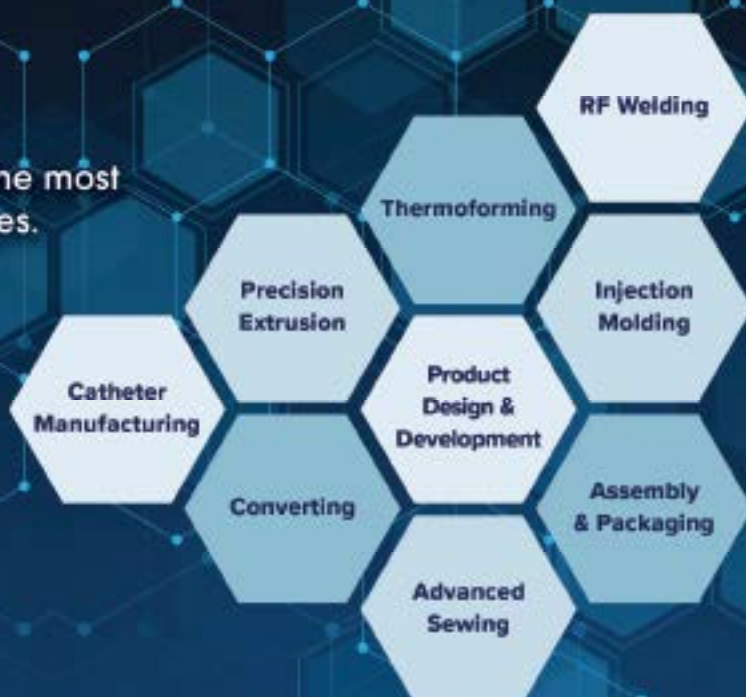 he most
es.
RF Welding
Thermoforming
Precision
Extrusion
Injection
Molding
Catheter
Manufacturing
Product
Design &
Development
Converting
Assembly
& Packaging
Advanced
Sewing